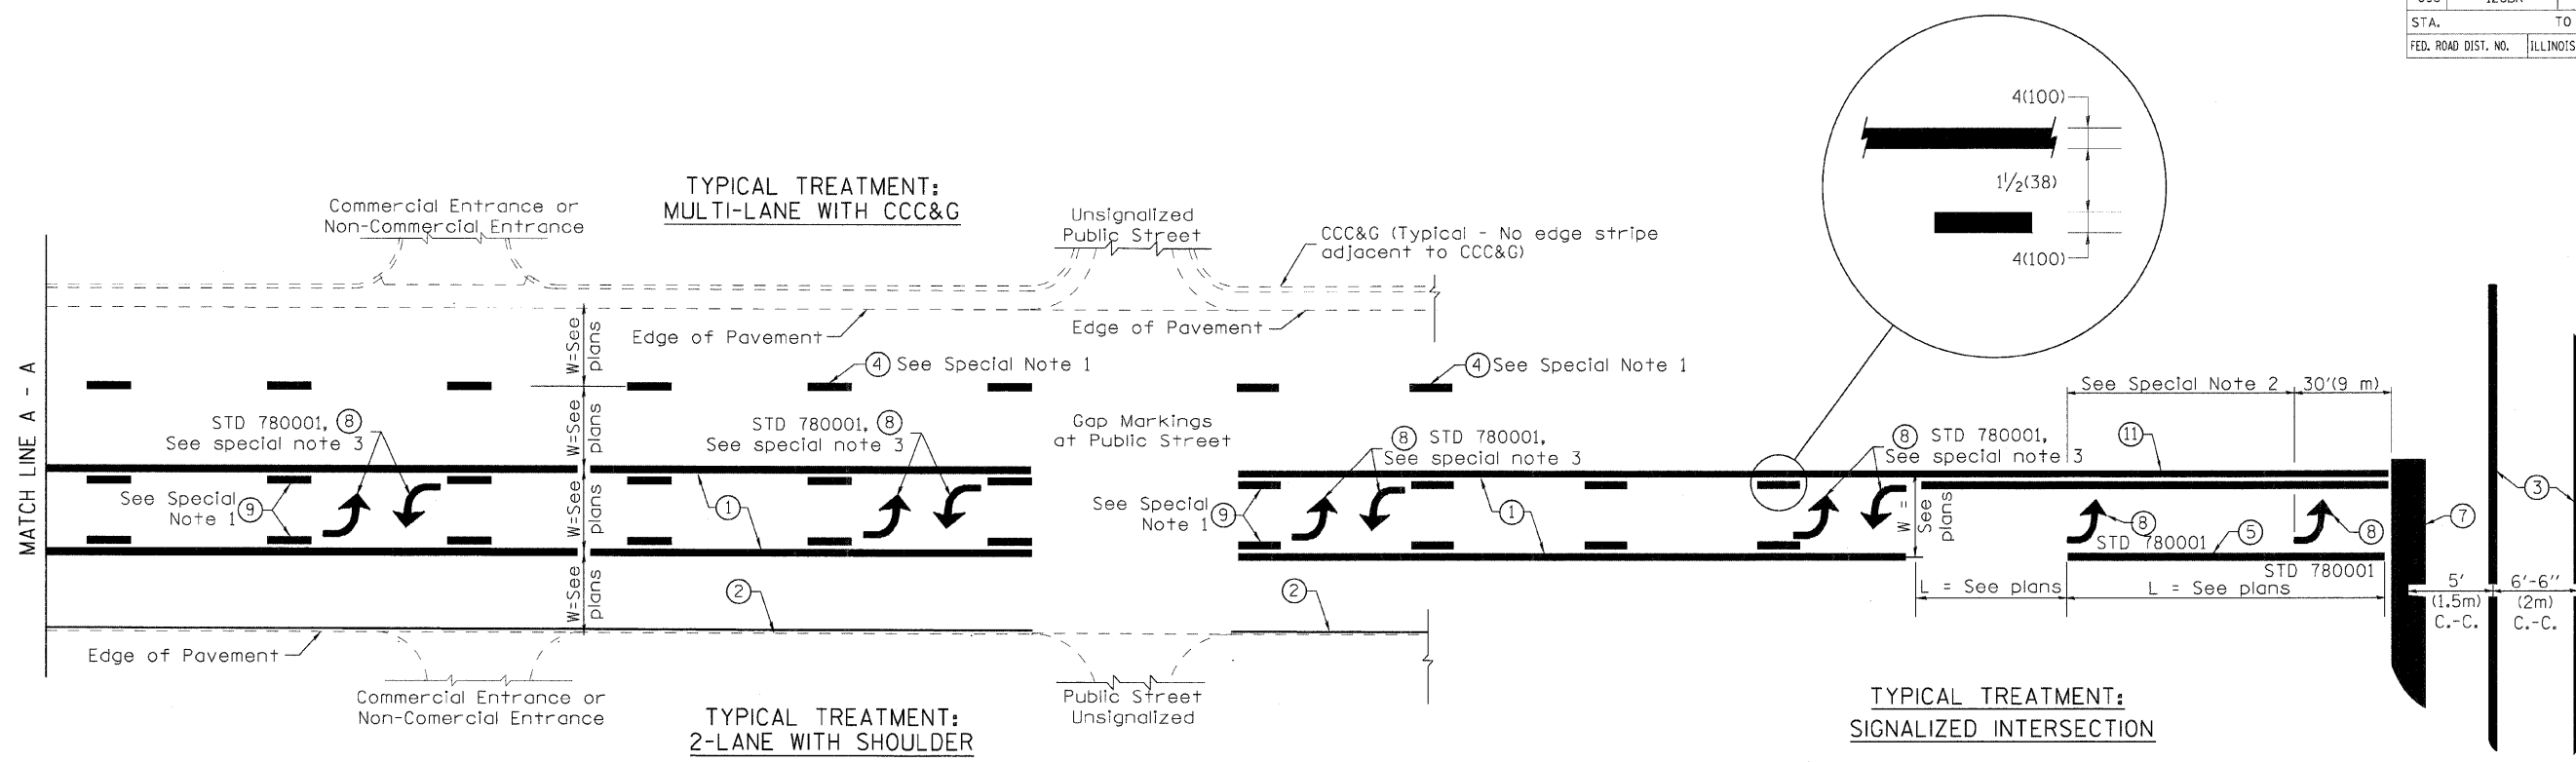 STA. TO
FED. ROAD DIST. NO. ILLINOIS
4(100)
1 1/2(38)
4(100)
TYPICAL TREATMENT:
MULTI-LANE WITH CCC&G
Commercial Entrance or
Non-Commercial Entrance
Unsignalized
Public Street
CCC&G (Typical - No edge stripe
adjacent to CCC&G)
Edge of Pavement
Edge of Pavement
W=See
plans
4 See Special Note 1
4 See Special Note 1
MATCH LINE A - A
STD 780001, 8
See special note 3
W=See
plans
STD 780001, 8
See special note 3
Gap Markings
at Public Street
8 STD 780001,
See special note 3
8 STD 780001,
See special note 3
See Special Note 2
30'(9 m)
11
See Special
Note 1 9
W=See
plans
1
See Special
Note 1 9
1
W =
See
plans
8
STD 780001
5
8
STD 780001
7
3
W=See
plans
2
2
L = See plans
L = See plans
5'
(1.5m)
C.-C.
6'-6"
(2m)
C.-C.
Edge of Pavement
Commercial Entrance or
Non-Comercial Entrance
Public Street
Unsignalized
TYPICAL TREATMENT:
2-LANE WITH SHOULDER
TYPICAL TREATMENT:
SIGNALIZED INTERSECTION